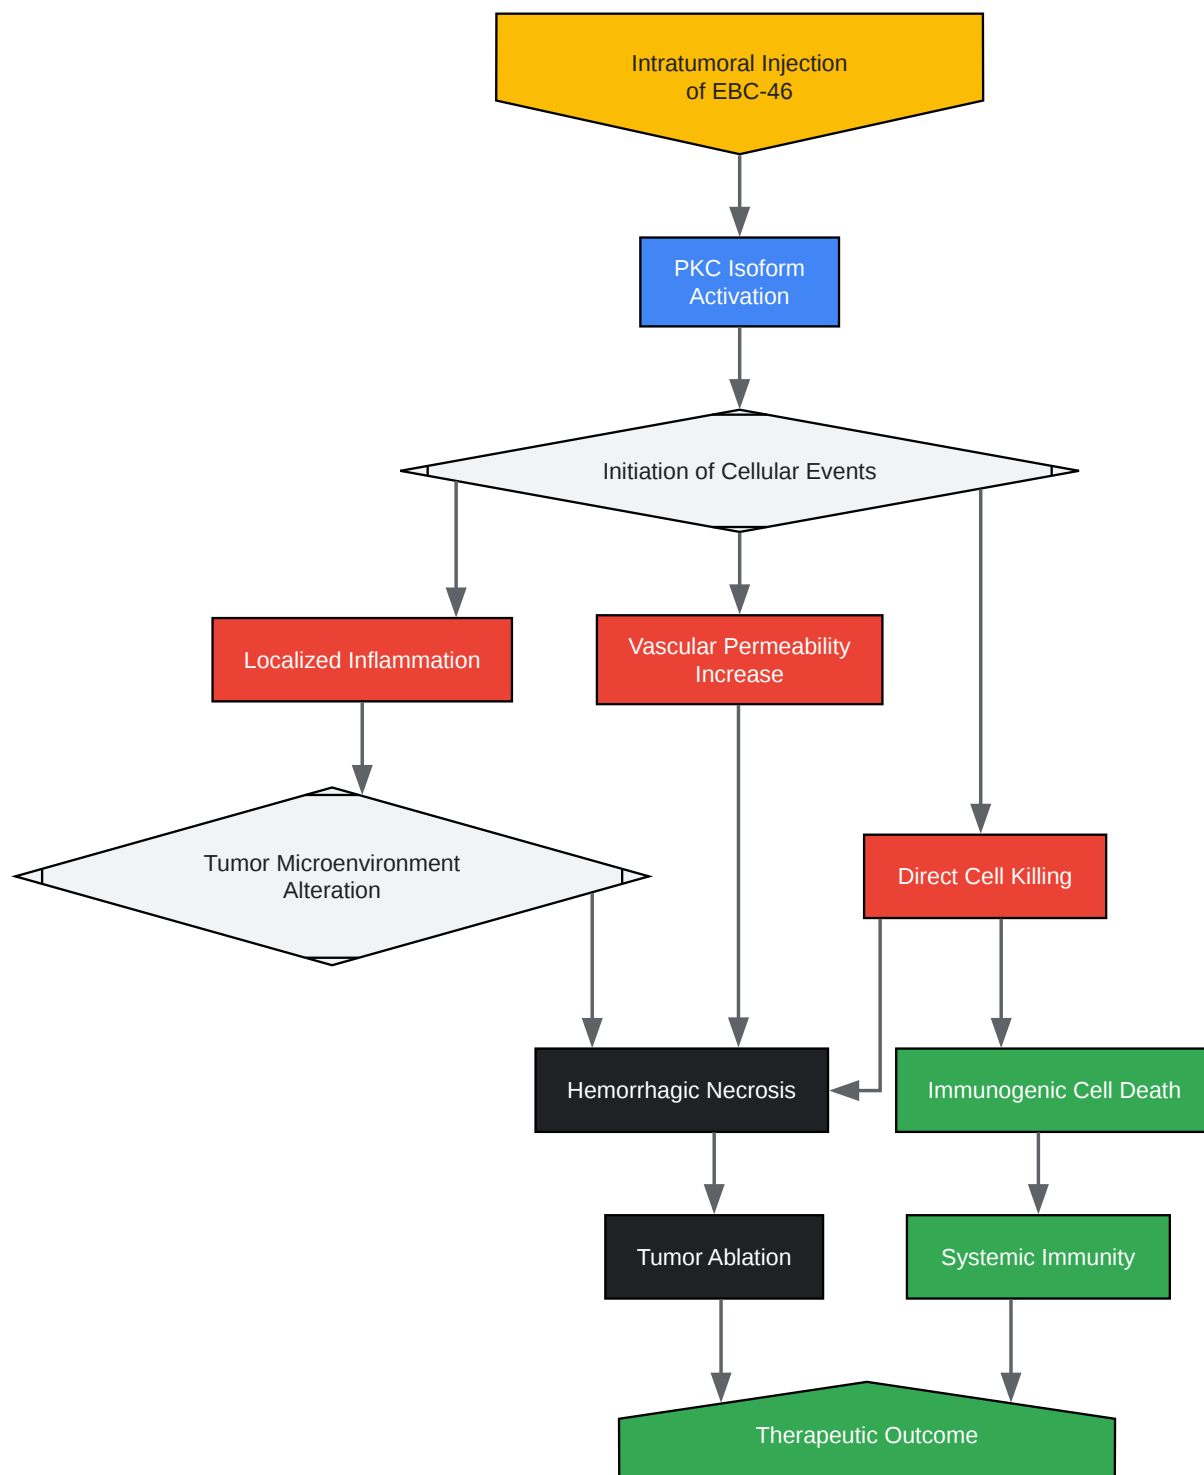 Intratumoral Injection
of EBC-46
PKC Isoform
Activation
Initiation of Cellular Events
Localized Inflammation
Vascular Permeability
Increase
Tumor Microenvironment
Alteration
Direct Cell Killing
Hemorrhagic Necrosis
Immunogenic Cell Death
Tumor Ablation
Systemic Immunity
Therapeutic Outcome